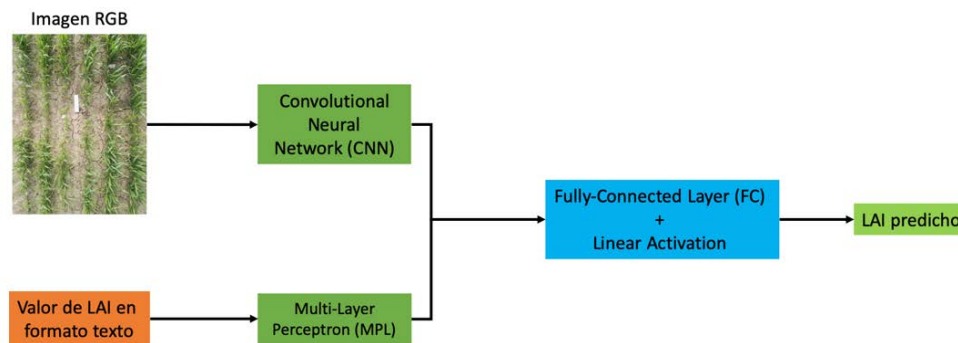 Imagen RGB
Convolutional
Neural
Network (CNN)
Fully-Connected Layer (FC)
+
Linear Activation
LAI predicho
Valor de LAI en
formato texto
Multi-Layer
Perceptron (MPL)